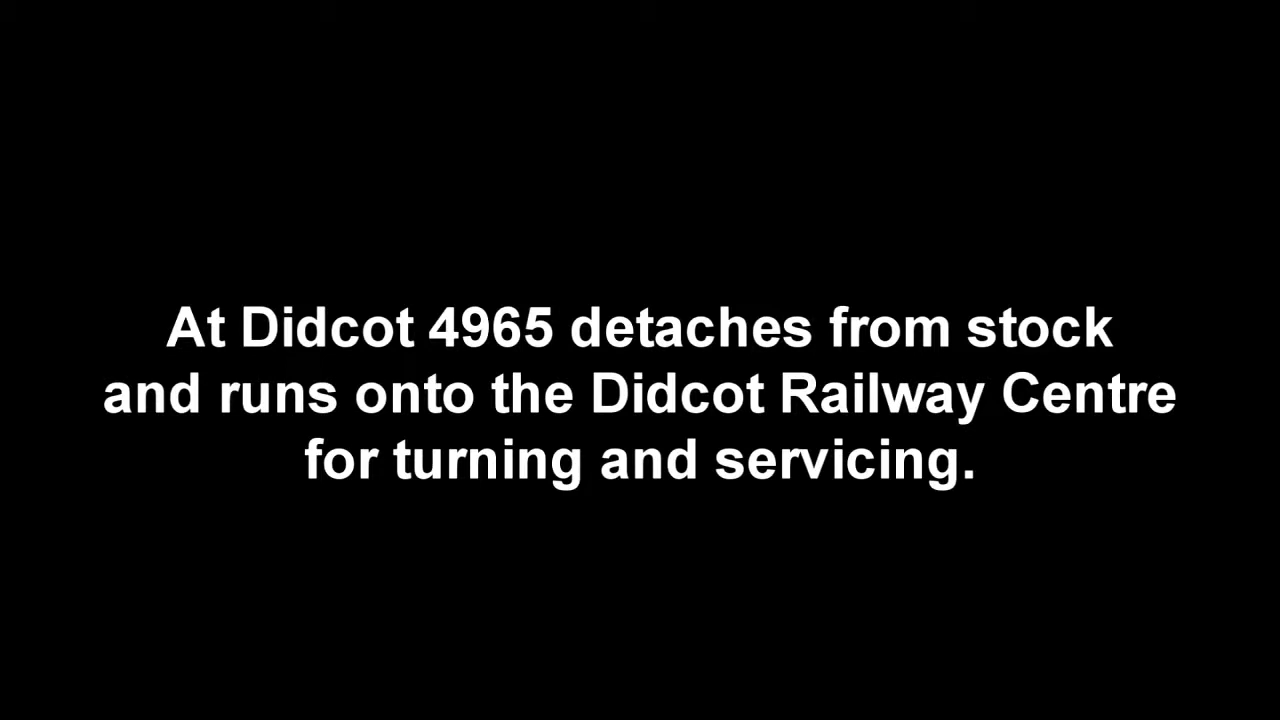 At Didcot 4965 detaches from stock
and runs onto the Didcot Railway Centre
for turning and servicing.